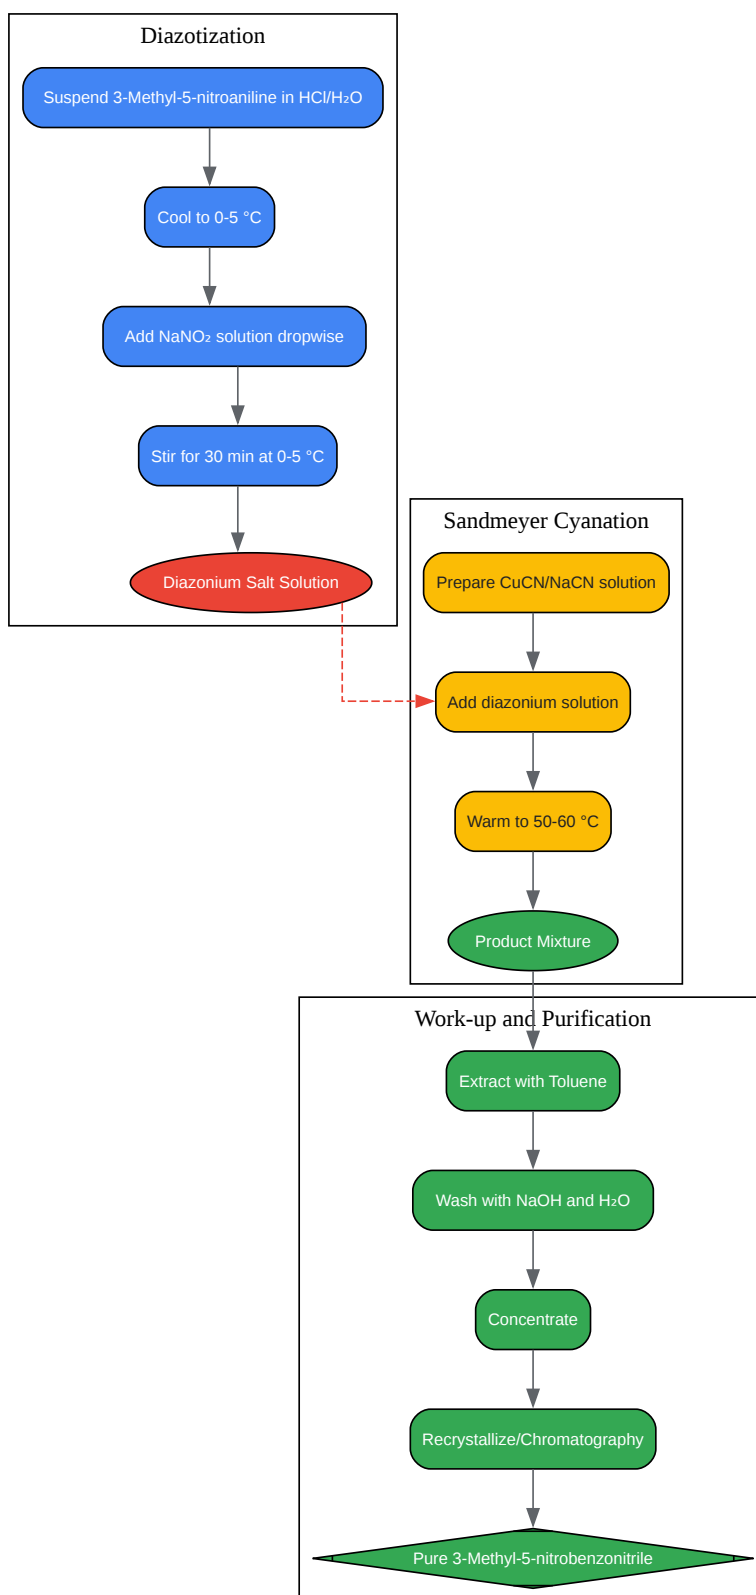 Diazotization
Suspend 3-Methyl-5-nitroaniline in HCl/H₂O
Cool to 0-5 °C
Add NaNO₂ solution dropwise
Stir for 30 min at 0-5 °C
Diazonium Salt Solution
Sandmeyer Cyanation
Prepare CuCN/NaCN solution
Add diazonium solution
Warm to 50-60 °C
Product Mixture
Work-up and Purification
Extract with Toluene
Wash with NaOH and H₂O
Concentrate
Recrystallize/Chromatography
Pure 3-Methyl-5-nitrobenzonitrile